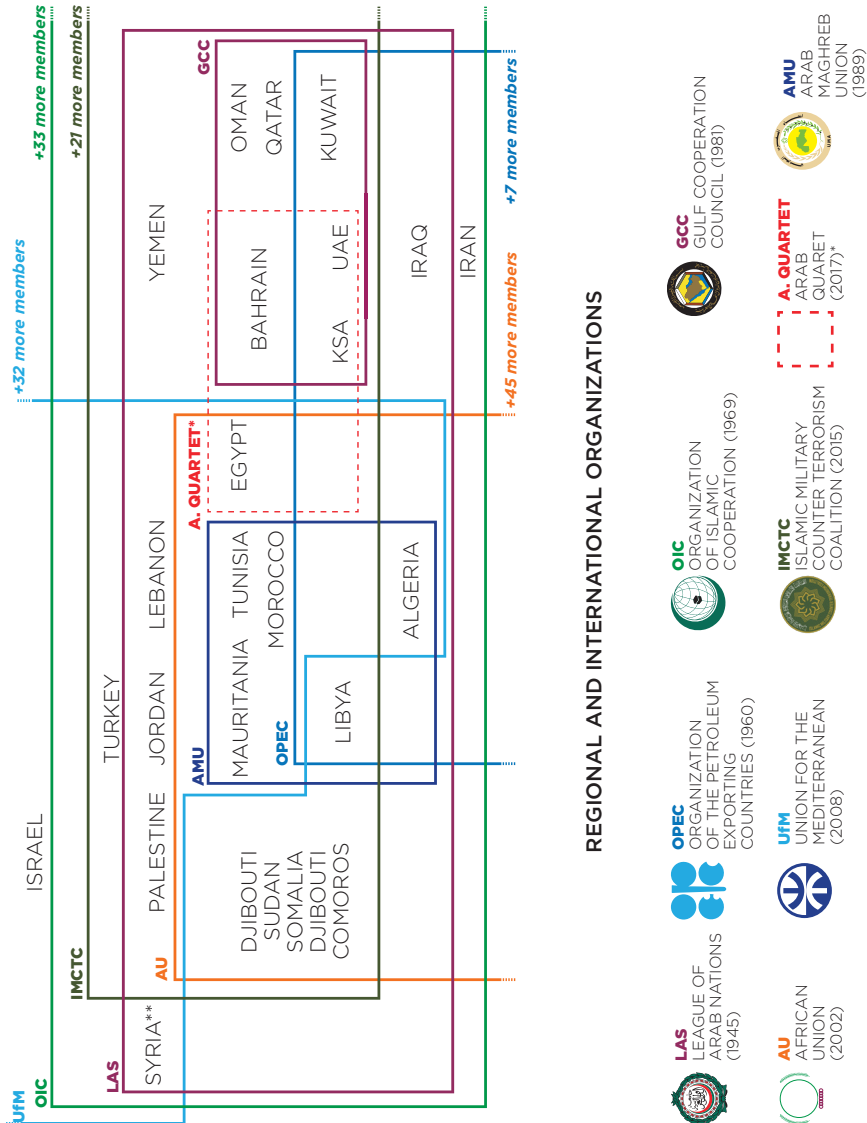 UfM
OIC
+33 more members
+21 more members
+32 more members
ISRAEL
IMCTC
TURKEY
LAS
GCC
SYRIA**
PALESTINE
JORDAN
LEBANON
YEMEN
AU
AMU
A. QUARTET*
MAURITANIA
TUNISIA
MOROCCO
EGYPT
BAHRAIN
OMAN
QATAR
DJIBOUTI
SUDAN
SOMALIA
DJIBOUTI
COMOROS
OPEC
LIBYA
KSA
UAE
KUWAIT
ALGERIA
IRAQ
IRAN
+45 more members
+7 more members
REGIONAL AND INTERNATIONAL ORGANIZATIONS
LAS
LEAGUE OF
ARAB NATIONS
(1945)
OPEC
ORGANIZATION
OF THE PETROLEUM
EXPORTING
COUNTRIES (1960)
OIC
ORGANIZATION
OF ISLAMIC
COOPERATION (1969)
GCC
GULF COOPERATION
COUNCIL (1981)
AU
AFRICAN
UNION
(2002)
UfM
UNION FOR THE
MEDITERRANEAN
(2008)
IMCTC
ISLAMIC MILITARY
COUNTER TERRORISM
COALITION (2015)
A. QUARTET
ARAB
QUARET
(2017)*
UMA
AMU
ARAB
MAGHREB
UNION
(1989)